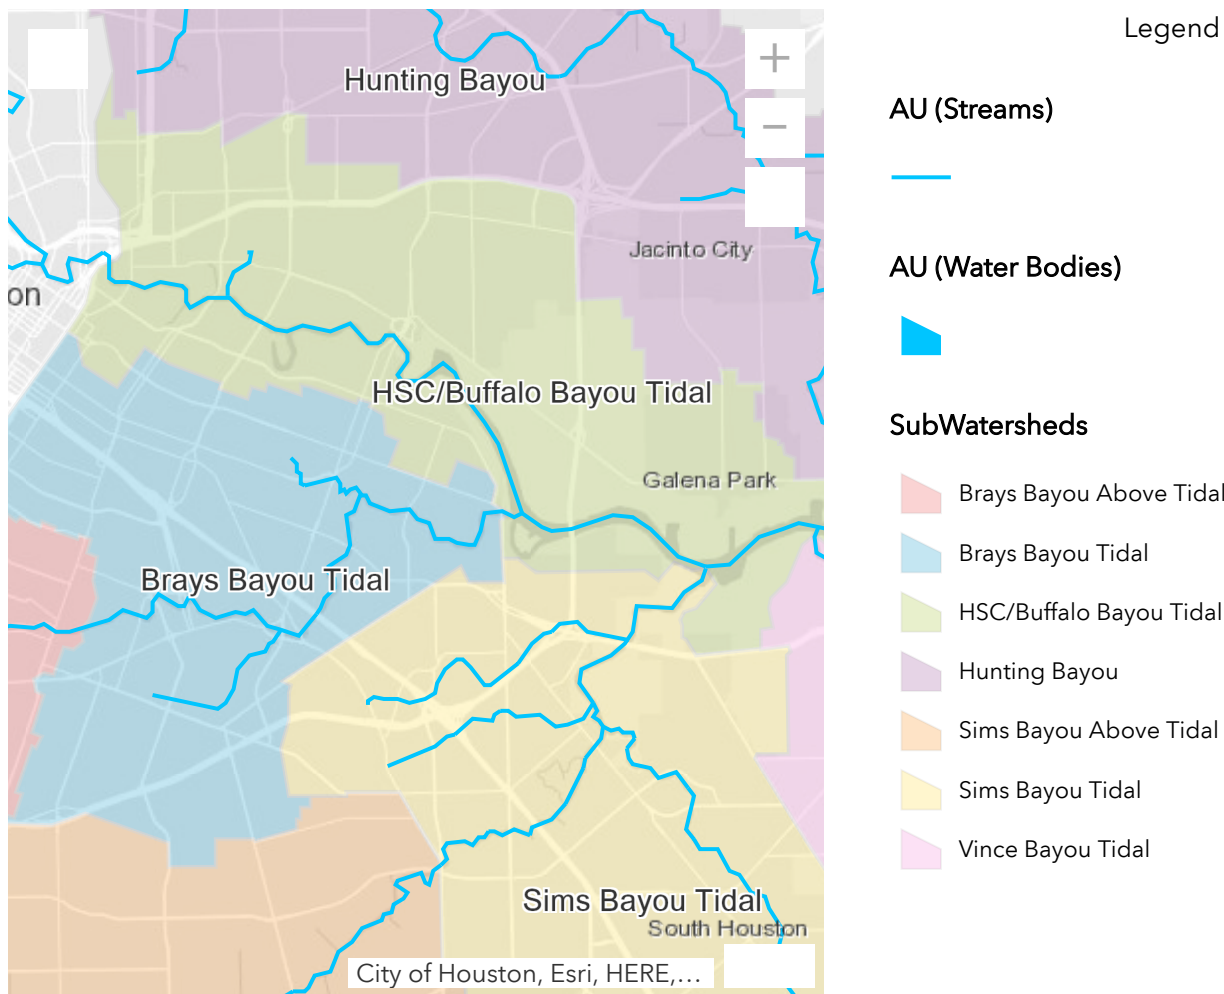 Legend
Hunting Bayou
+
AU (Streams)
−
Jacinto City
AU (Water Bodies)
on
HSC/Buffalo Bayou Tidal
SubWatersheds
Galena Park
Brays Bayou Above Tidal
Brays Bayou Tidal
Brays Bayou Tidal
HSC/Buffalo Bayou Tidal
Hunting Bayou
Sims Bayou Above Tidal
Sims Bayou Tidal
Vince Bayou Tidal
Sims Bayou Tidal
South Houston
City of Houston, Esri, HERE,…